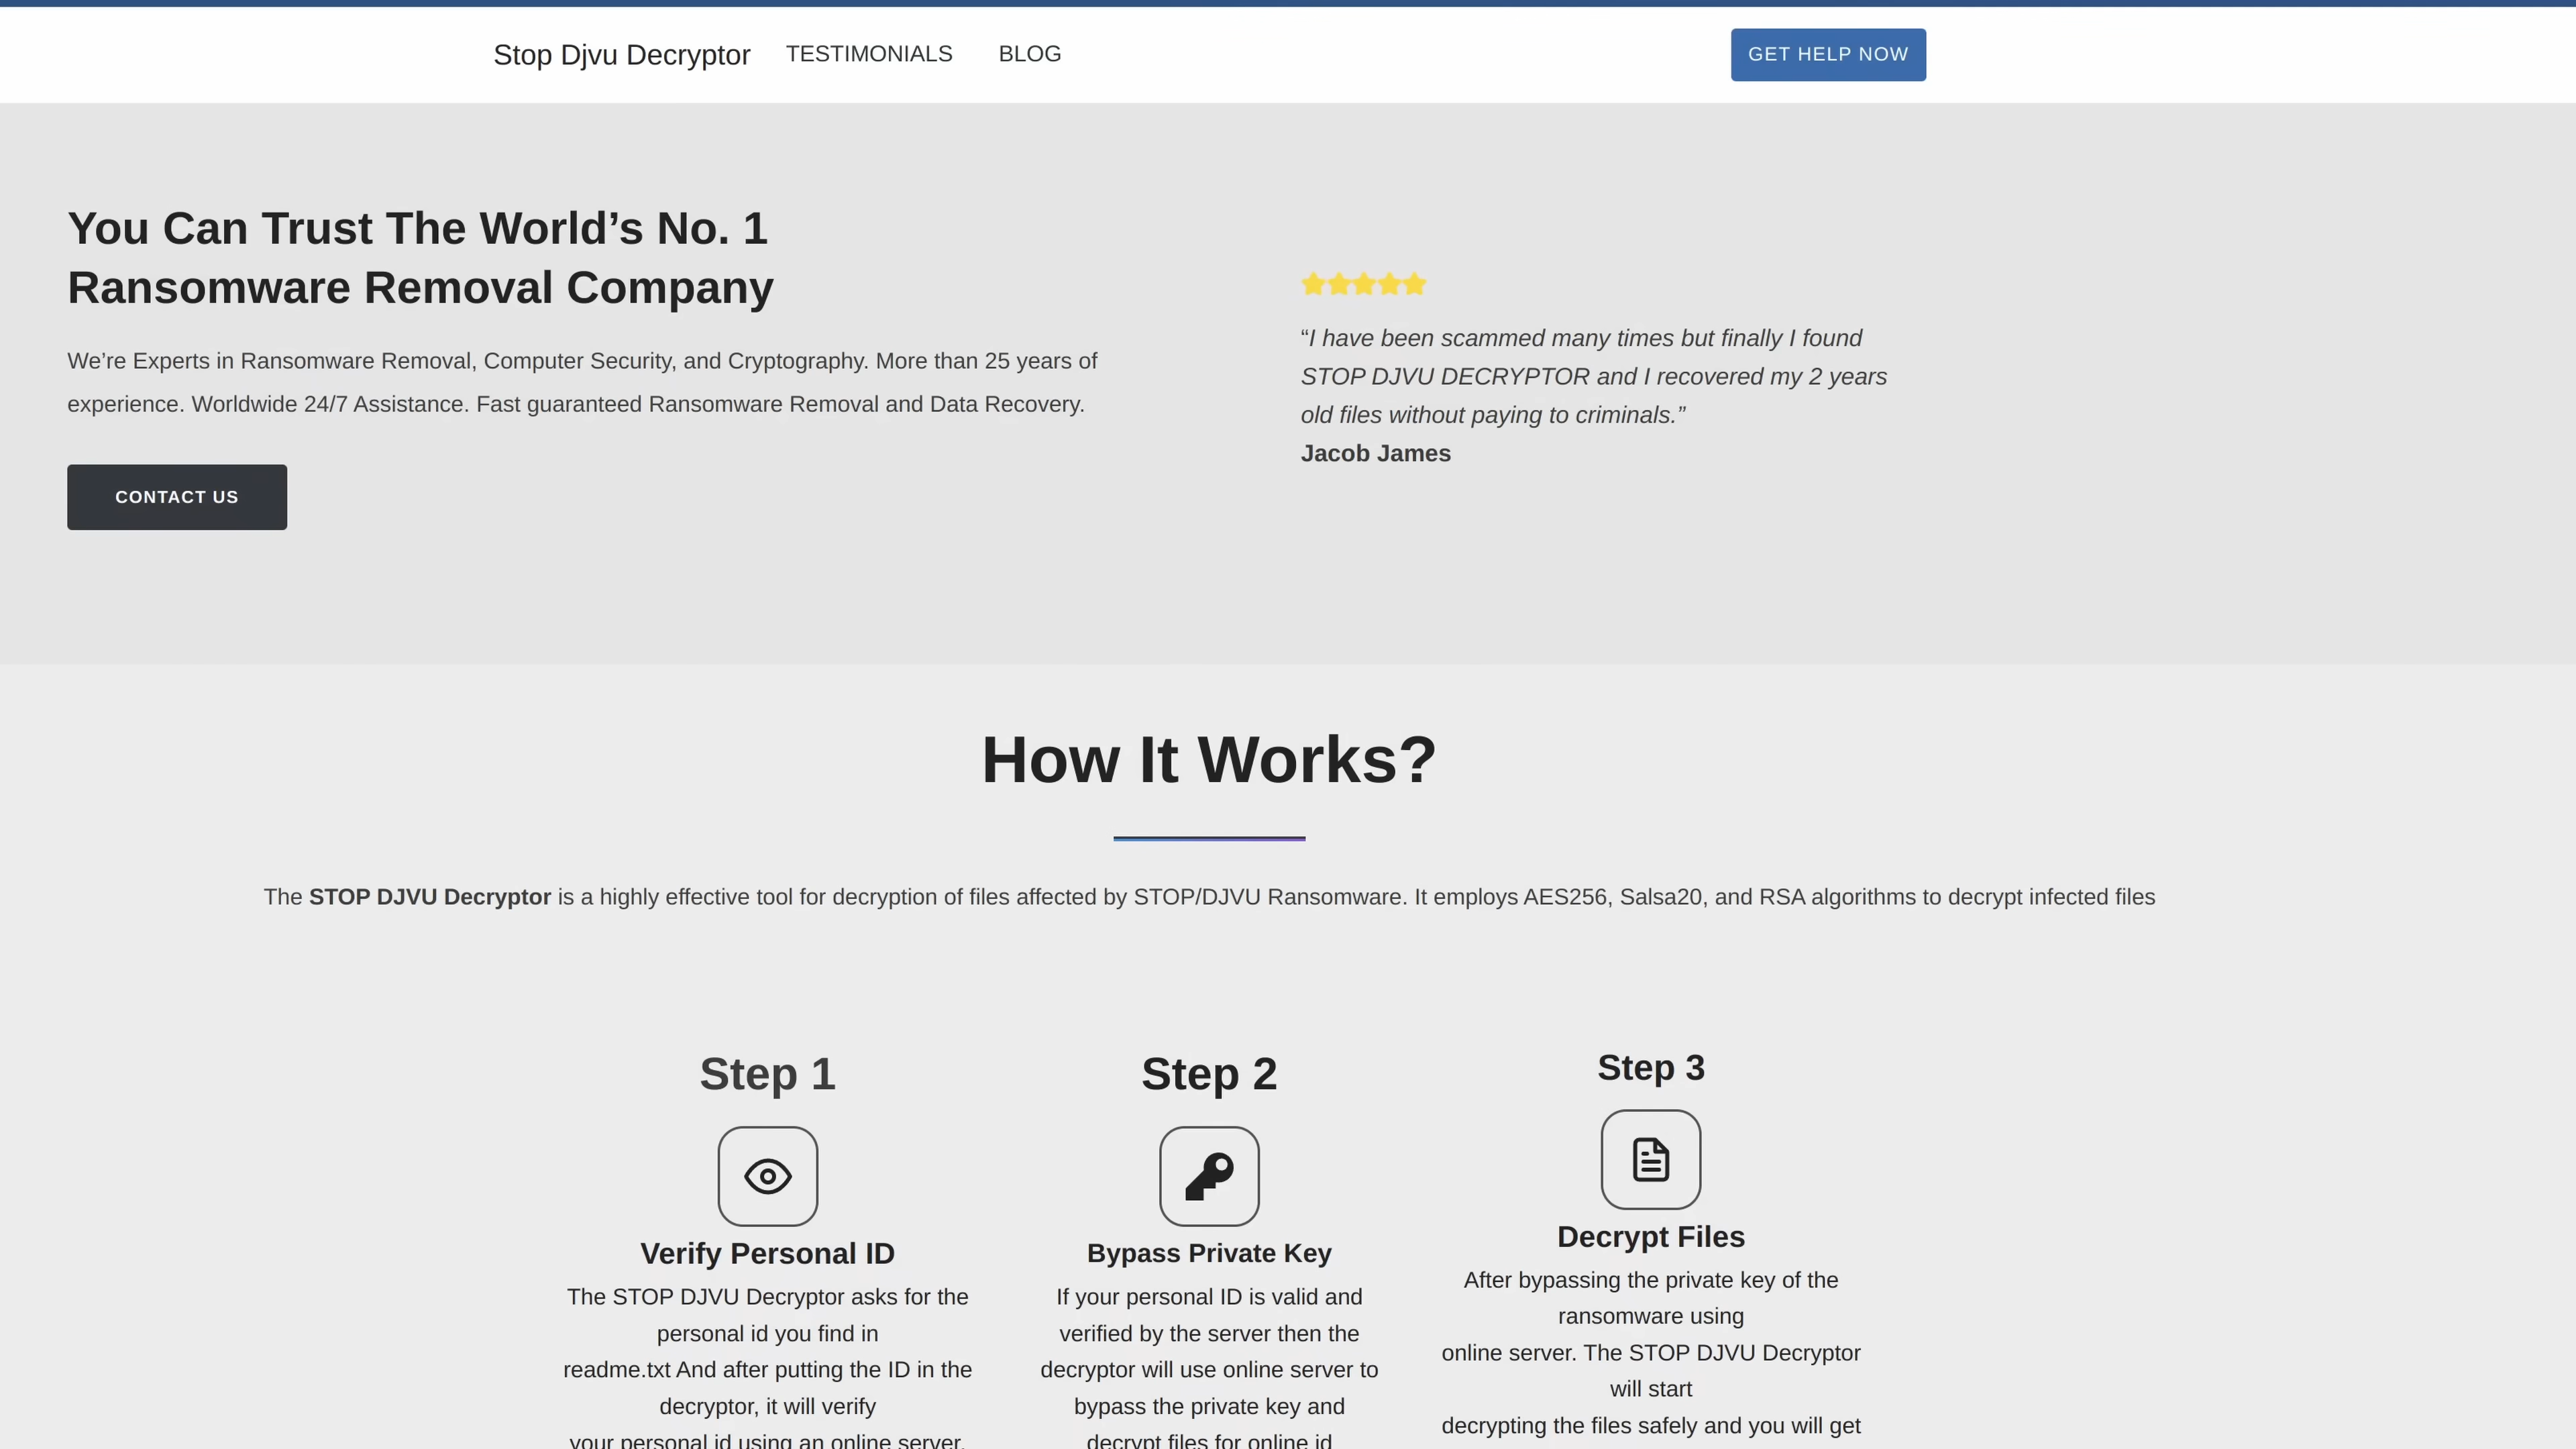 Stop Djvu Decryptor TESTIMONIALS BLOG GET HELP NOW
You Can Trust The World’s No. 1
Ransomware Removal Company
We’re Experts in Ransomware Removal, Computer Security, and Cryptography. More than 25 years of
experience. Worldwide 24/7 Assistance. Fast guaranteed Ransomware Removal and Data Recovery.
CONTACT US
“I have been scammed many times but finally I found
STOP DJVU DECRYPTOR and I recovered my 2 years
old files without paying to criminals.”
Jacob James
How It Works?
The STOP DJVU Decryptor is a highly effective tool for decryption of files affected by STOP/DJVU Ransomware. It employs AES256, Salsa20, and RSA algorithms to decrypt infected files
Step 1
Verify Personal ID
The STOP DJVU Decryptor asks for the
personal id you find in
readme.txt And after putting the ID in the
decryptor, it will verify
your personal id using an online server.
Step 2
Bypass Private Key
If your personal ID is valid and
verified by the server then the
decryptor will use online server to
bypass the private key and
decrypt files for online id
Step 3
Decrypt Files
After bypassing the private key of the
ransomware using
online server. The STOP DJVU Decryptor
will start
decrypting the files safely and you will get